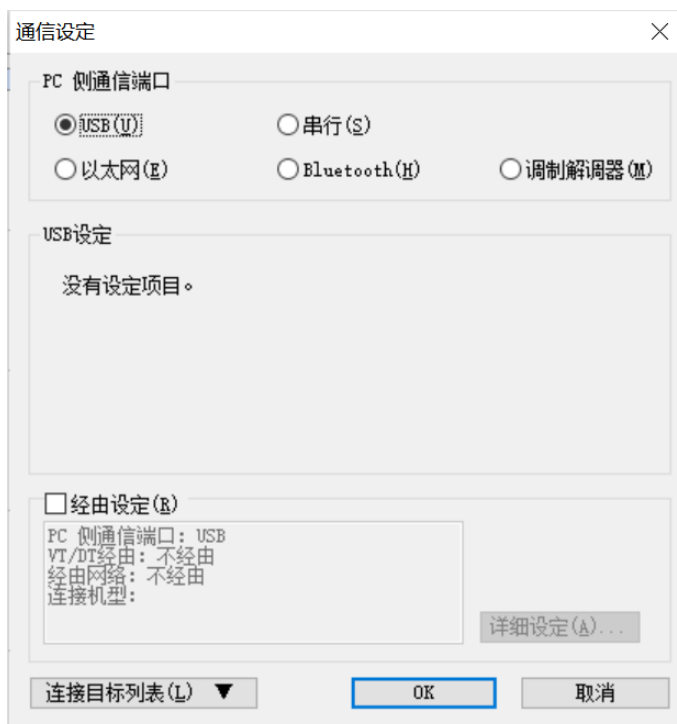 通信设定
PC 侧通信端口
USB(U) 串行(S)
以太网(E) Bluetooth(H) 调制解调器(M)
USB设定
没有设定项目。
经由设定(R)
PC 侧通信端口: USB
VT/DT经由: 不经由
经由网络: 不经由
连接机型:
详细设定(A)...
连接目标列表(L) ▼ OK 取消